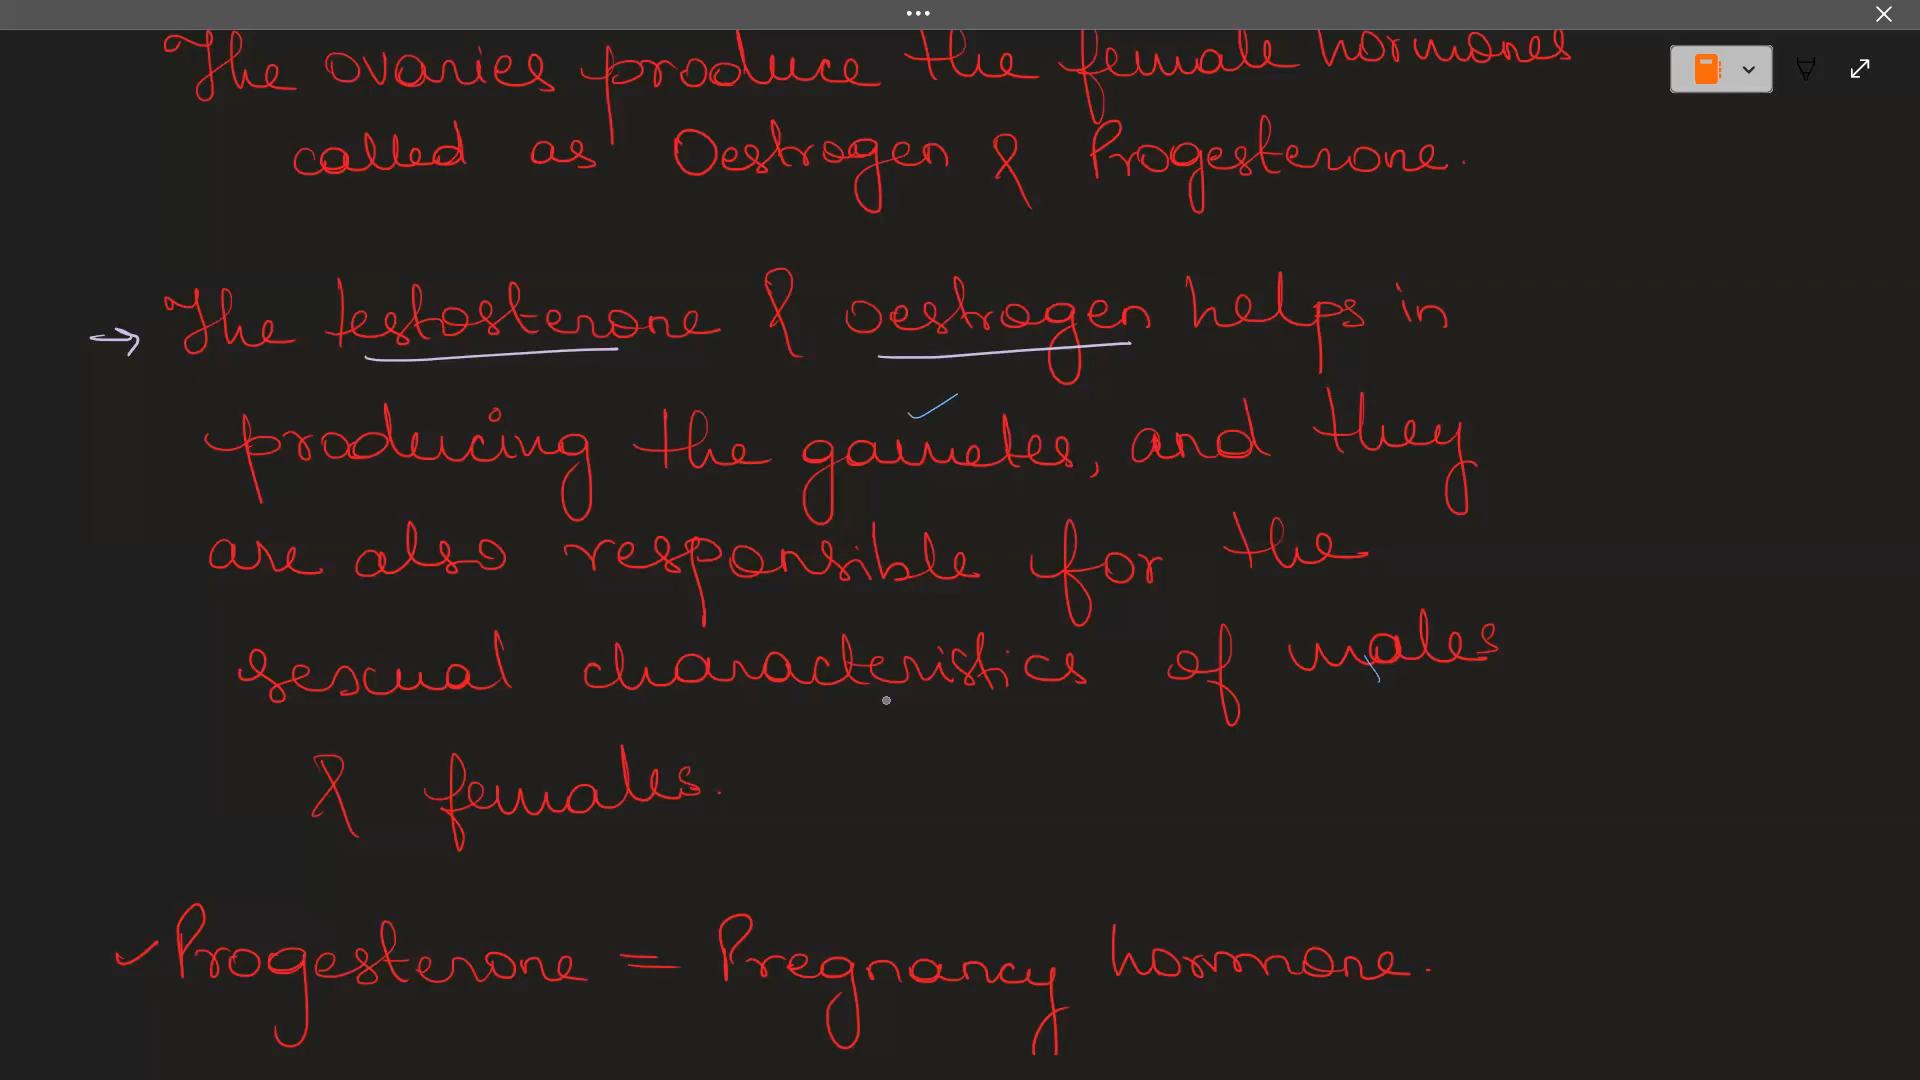 The ovaries produce the female hormones
called as Oestrogen & Progesterone.
→ The testosterone & oestrogen helps in
producing the gametes, and they
are also responsible for the
sexual characteristics of males
& females.
✓ Progesterone = Pregnancy hormone.